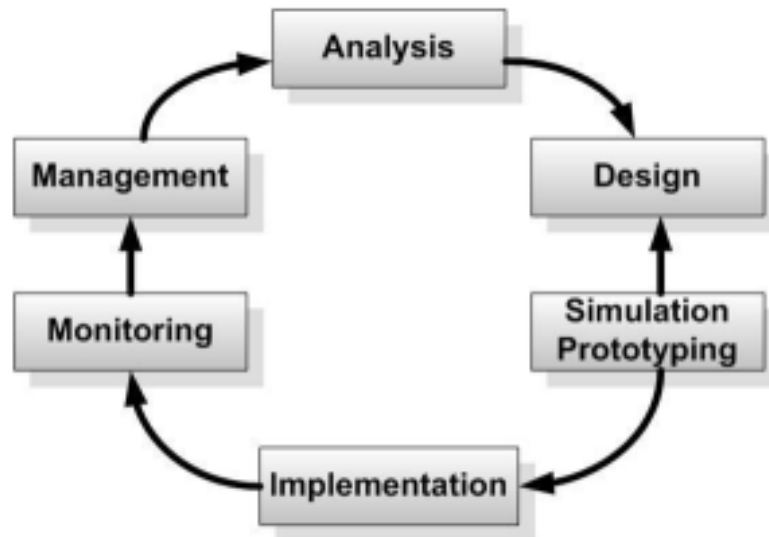 Analysis
Management
Design
Monitoring
Simulation
Prototyping
Implementation